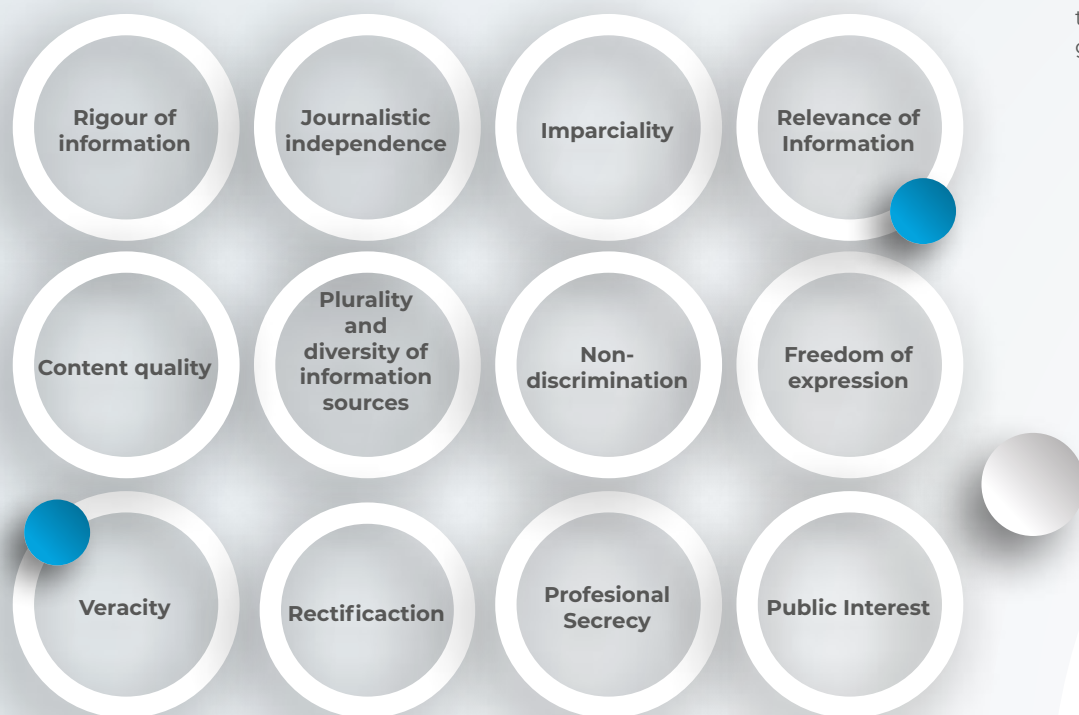 Rigour of
information
Journalistic
independence
Imparciality
Relevance of
Information
Content quality
Plurality
and
diversity of
information
sources
Non-
discrimination
Freedom of
expression
Veracity
Rectificaction
Profesional
Secrecy
Public Interest